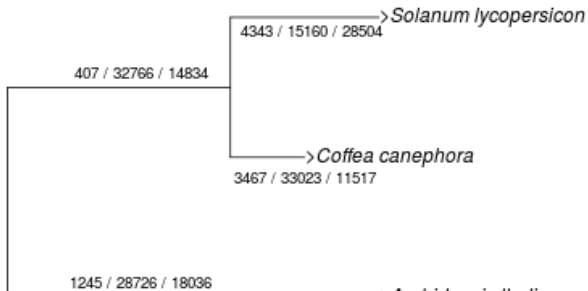 Solanum lycopersicon
4343 / 15160 / 28504
407 / 32766 / 14834
Coffea canephora
3467 / 33023 / 11517
1245 / 28726 / 18036